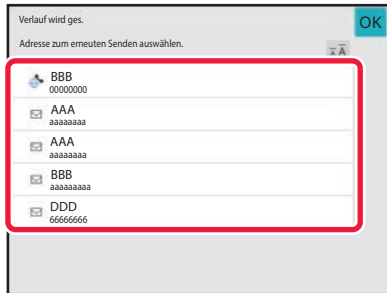 Verlauf wird ges.
OK
Adresse zum erneuten Senden auswählen.
A A
BBB
00000000
AAA
aaaaaaaa
AAA
aaaaaaaa
BBB
aaaaaaaaa
DDD
66666666